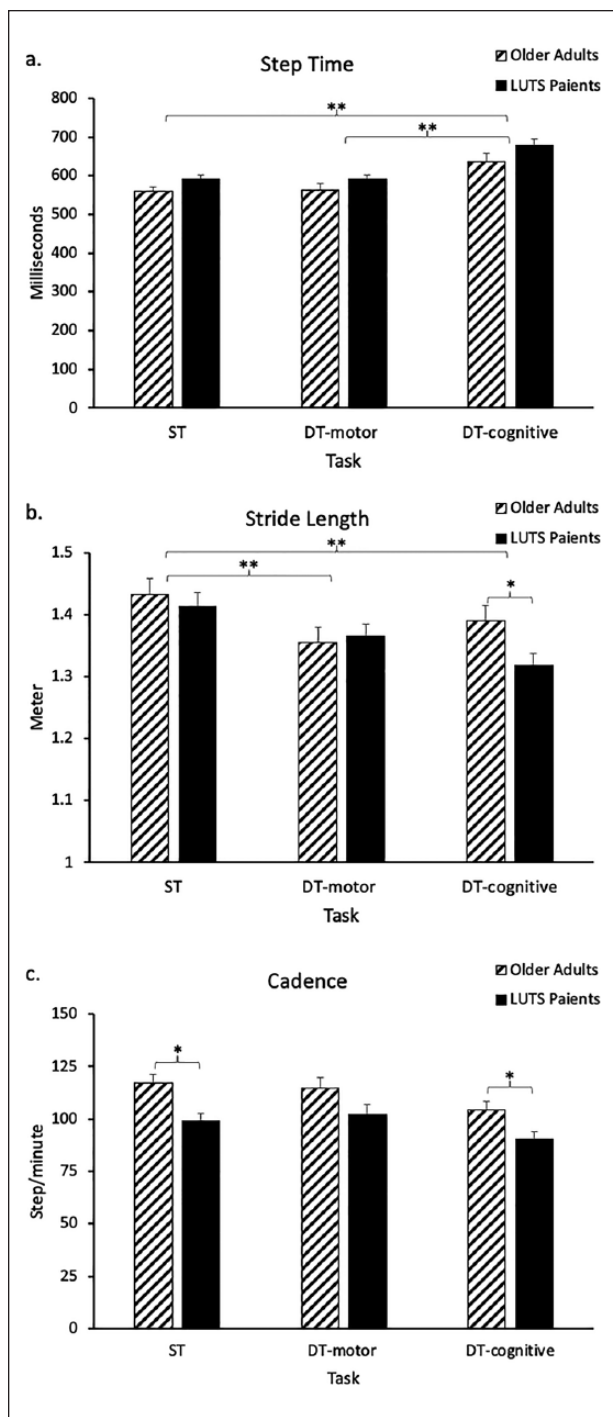 a.
Step Time
Older Adults
LUTS Paients
**
**
800
700
600
500
400
300
200
100
0
Milliseconds
ST
DT-motor
DT-cognitive
Task
b.
Stride Length
Older Adults
LUTS Paients
**
**
*
1.5
1.4
1.3
1.2
1.1
1
Meter
ST
DT-motor
DT-cognitive
Task
c.
Cadence
Older Adults
LUTS Paients
*
*
150
125
100
75
50
25
0
Step/minute
ST
DT-motor
DT-cognitive
Task